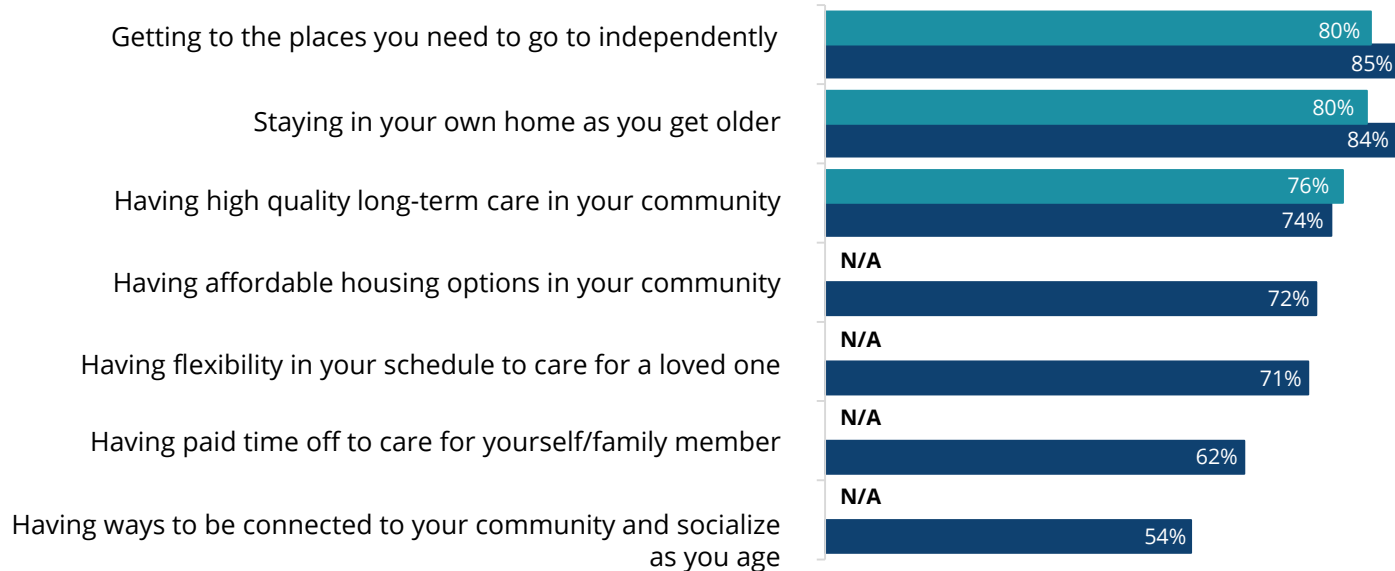 Getting to the places you need to go to independently
80%
85%
Staying in your own home as you get older
80%
84%
Having high quality long-term care in your community
76%
74%
Having affordable housing options in your community
N/A
72%
Having flexibility in your schedule to care for a loved one
N/A
71%
Having paid time off to care for yourself/family member
N/A
62%
Having ways to be connected to your community and socialize
as you age
N/A
54%